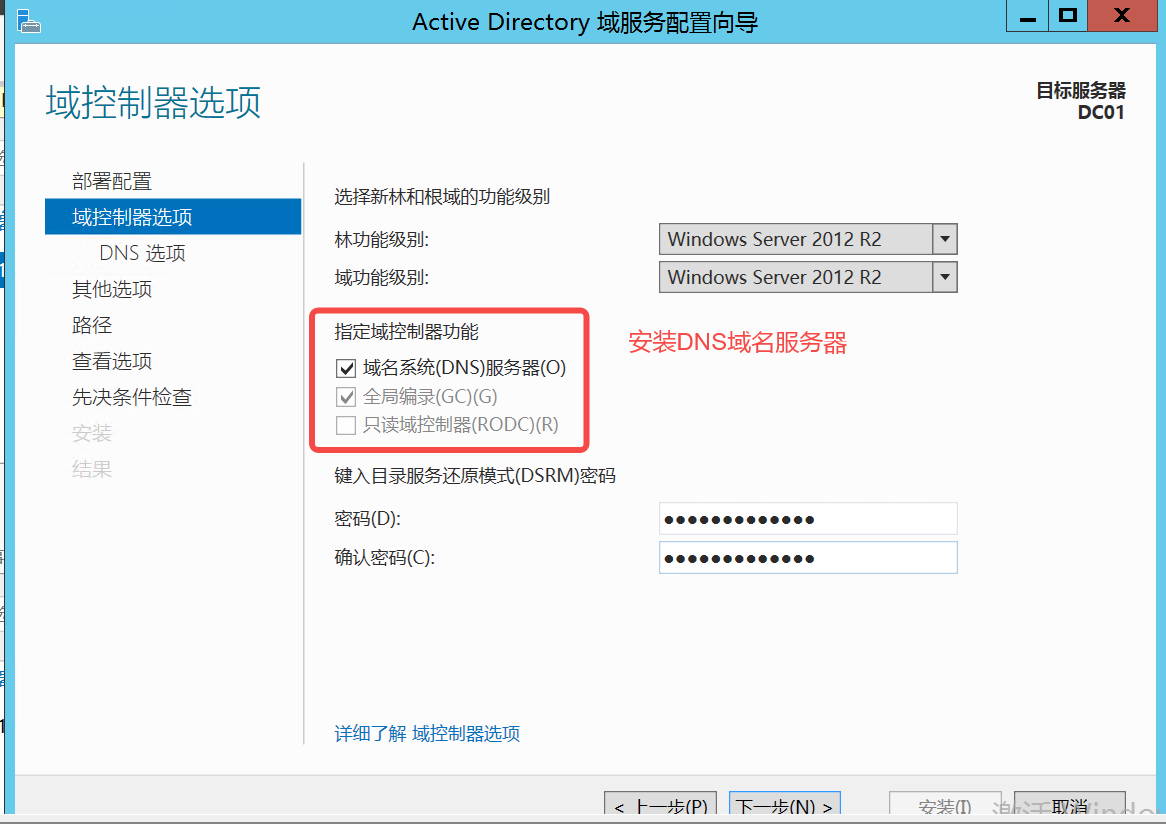 Active Directory 域服务配置向导
域控制器选项
目标服务器
DC01
部署配置
域控制器选项
DNS 选项
其他选项
路径
查看选项
先决条件检查
安装
结果
选择新林和根域的功能级别
林功能级别:
Windows Server 2012 R2
域功能级别:
Windows Server 2012 R2
指定域控制器功能
安装DNS域名服务器
域名系统(DNS)服务器(O)
全局编录(GC)(G)
只读域控制器(RODC)(R)
键入目录服务还原模式(DSRM)密码
密码(D):
确认密码(C):
详细了解 域控制器选项
< 上一步(P)
下一步(N) >
安装(I)
取消